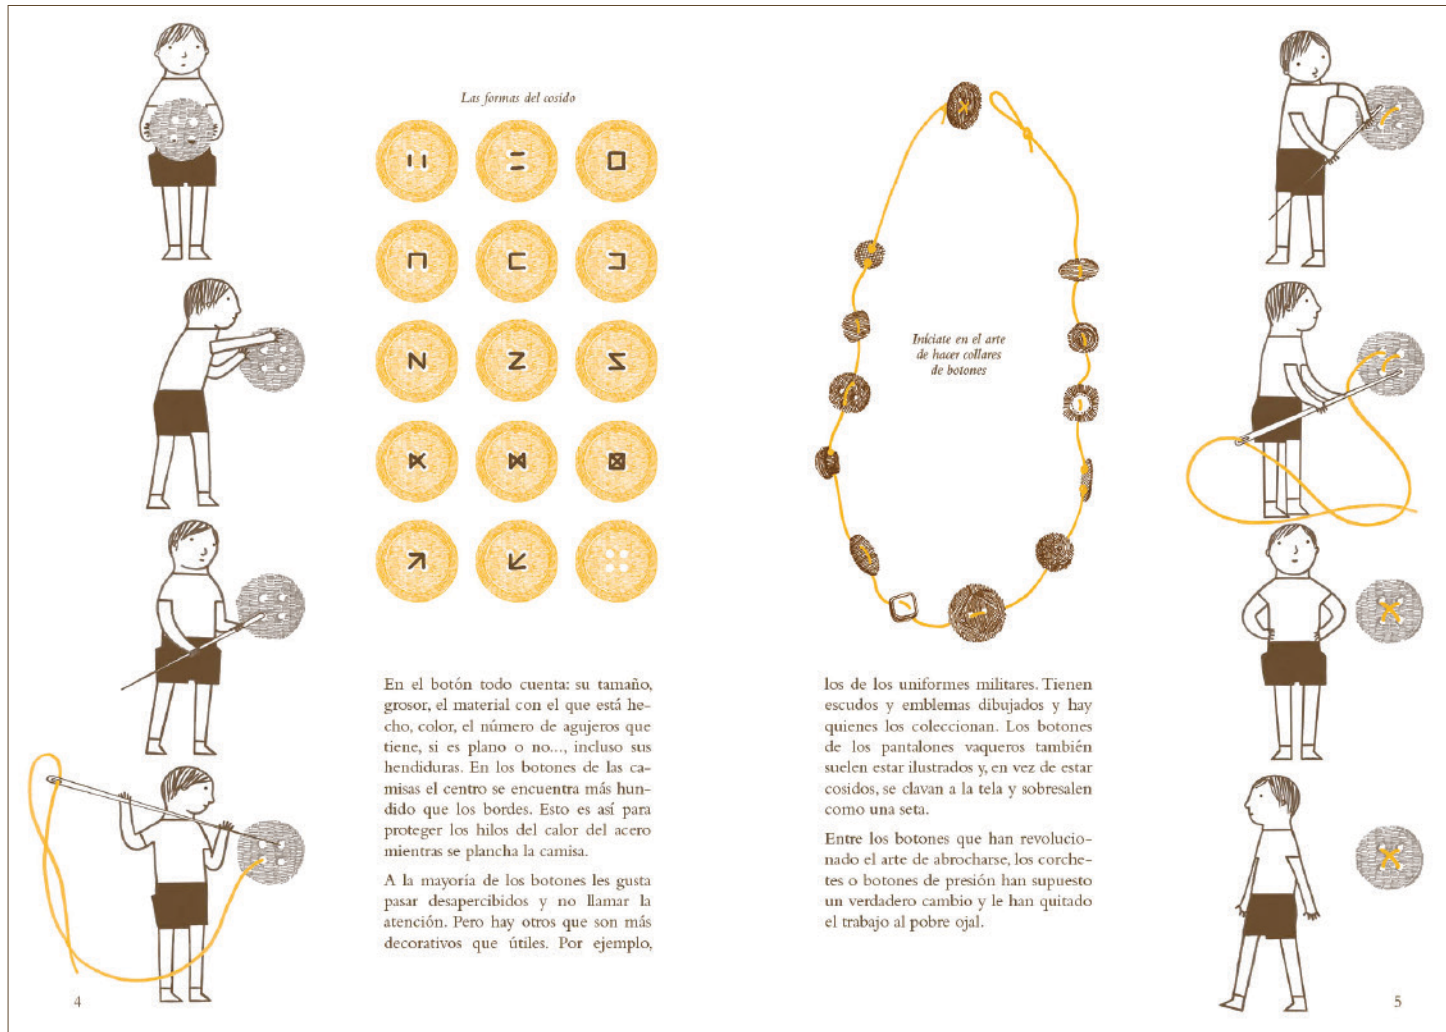 Las formas del cosido
En el botón todo cuenta: su tamaño,
grosor, el material con el que está he-
cho, color, el número de agujeros que
tiene, si es plano o no..., incluso sus
hendiduras. En los botones de las ca-
misas el centro se encuentra más hun-
dido que los bordes. Esto es así para
proteger los hilos del calor del acero
mientras se plancha la camisa.
A la mayoría de los botones les gusta
pasar desapercibidos y no llamar la
atención. Pero hay otros que son más
decorativos que útiles. Por ejemplo,
4
Iníciate en el arte
de hacer collares
de botones
los de los uniformes militares. Tienen
escudos y emblemas dibujados y hay
quienes los coleccionan. Los botones
de los pantalones vaqueros también
suelen estar ilustrados y, en vez de estar
cosidos, se clavan a la tela y sobresalen
como una seta.
Entre los botones que han revolucio-
nado el arte de abrocharse, los corche-
tes o botones de presión han supuesto
un verdadero cambio y le han quitado
el trabajo al pobre ojal.
5